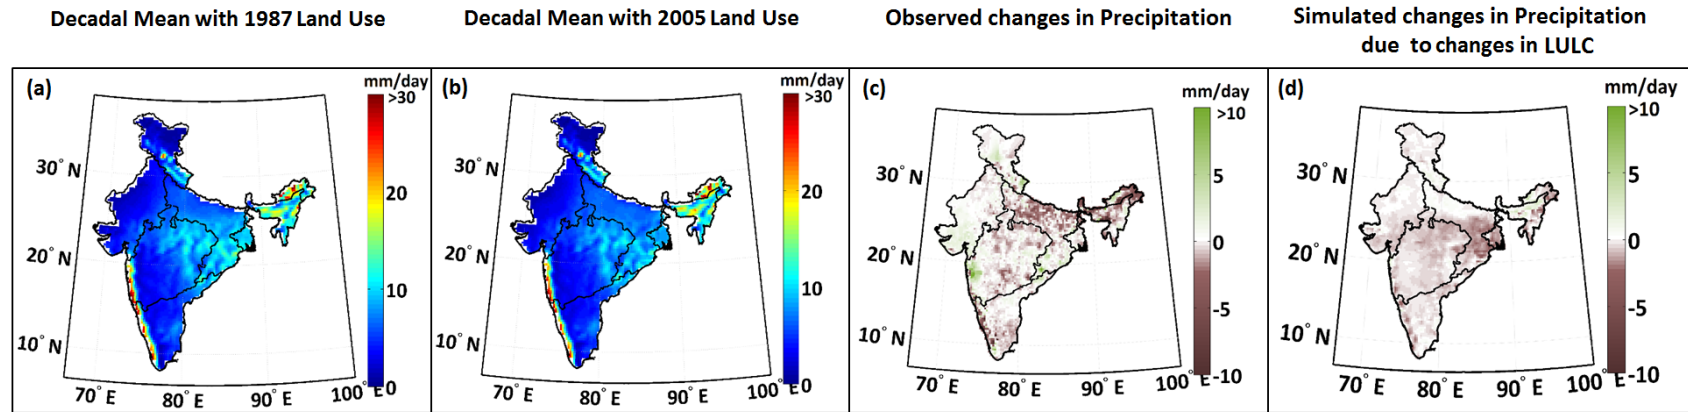 Decadal Mean with 1987 Land Use
Decadal Mean with 2005 Land Use
Observed changes in Precipitation
Simulated changes in Precipitation
due to changes in LULC
(a)
mm/day
>30
20
10
0
30° N
20° N
10° N
70° E
80° E
90° E
100° E
(b)
mm/day
>30
20
10
0
30° N
20° N
10° N
70° E
80° E
90° E
100° E
(c)
mm/day
>10
5
0
-5
-10
30° N
20° N
10° N
70° E
80° E
90° E
100° E
(d)
mm/day
>10
5
0
-5
-10
30° N
20° N
10° N
70° E
80° E
90° E
100° E